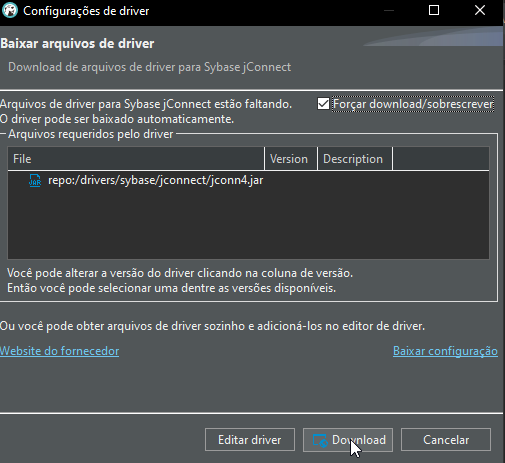 Configurações de driver
Baixar arquivos de driver
Download de arquivos de driver para Sybase jConnect
Arquivos de driver para Sybase jConnect estão faltando.
Forçar download/sobrescrever
O driver pode ser baixado automaticamente.
Arquivos requeridos pelo driver
File Version Description
JAR repo:/drivers/sybase/jconnect/jconn4.jar
Você pode alterar a versão do driver clicando na coluna de versão.
Então você pode selecionar uma dentre as versões disponíveis.
Ou você pode obter arquivos de driver sozinho e adicioná-los no editor de driver.
Website do fornecedor
Baixar configuração
Editar driver
Download
Cancelar